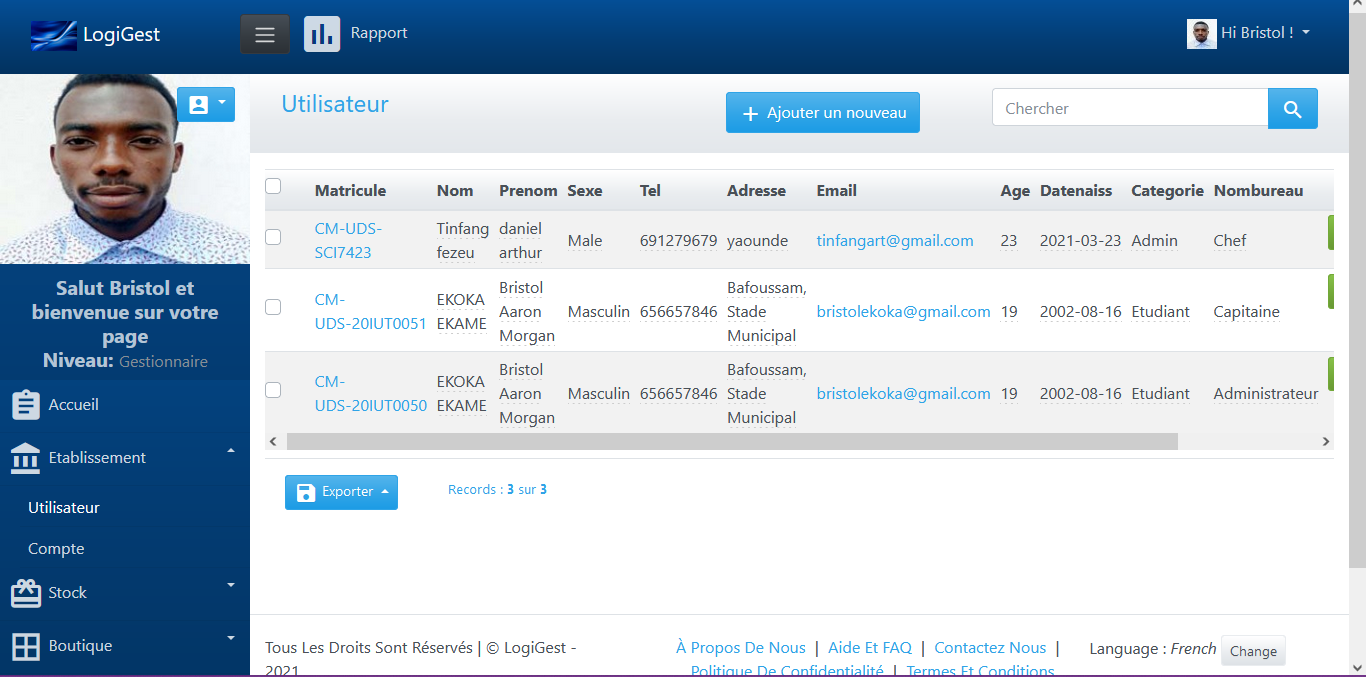 LogiGest
Rapport
Hi Bristol !
Utilisateur
Ajouter un nouveau
Chercher
Salut Bristol et
bienvenue sur votre
page
Niveau: Gestionnaire
Accueil
Etablissement
Utilisateur
Compte
Stock
Boutique
Matricule Nom Prenom Sexe Tel Adresse Email Age Datenaiss Categorie Nombureau
CM-UDS- Tinfang daniel
SCI7423 fezeu arthur Male 691279679 yaounde tinfangart@gmail.com 23 2021-03-23 Admin Chef
Bristol Bafoussam,
CM- EKOKA Aaron Stade
UDS-20IUT0051 EKAME Morgan Masculin 656657846 Municipal bristolekoka@gmail.com 19 2002-08-16 Etudiant Capitaine
Bristol Bafoussam,
CM- EKOKA Aaron Stade
UDS-20IUT0050 EKAME Morgan Masculin 656657846 Municipal bristolekoka@gmail.com 19 2002-08-16 Etudiant Administrateur
Exporter
Records : 3 sur 3
Tous Les Droits Sont Réservés | © LogiGest -
2021
À Propos De Nous | Aide Et FAQ | Contactez Nous |
Politique De Confidentialité | Termes Et Conditions
Language : French Change